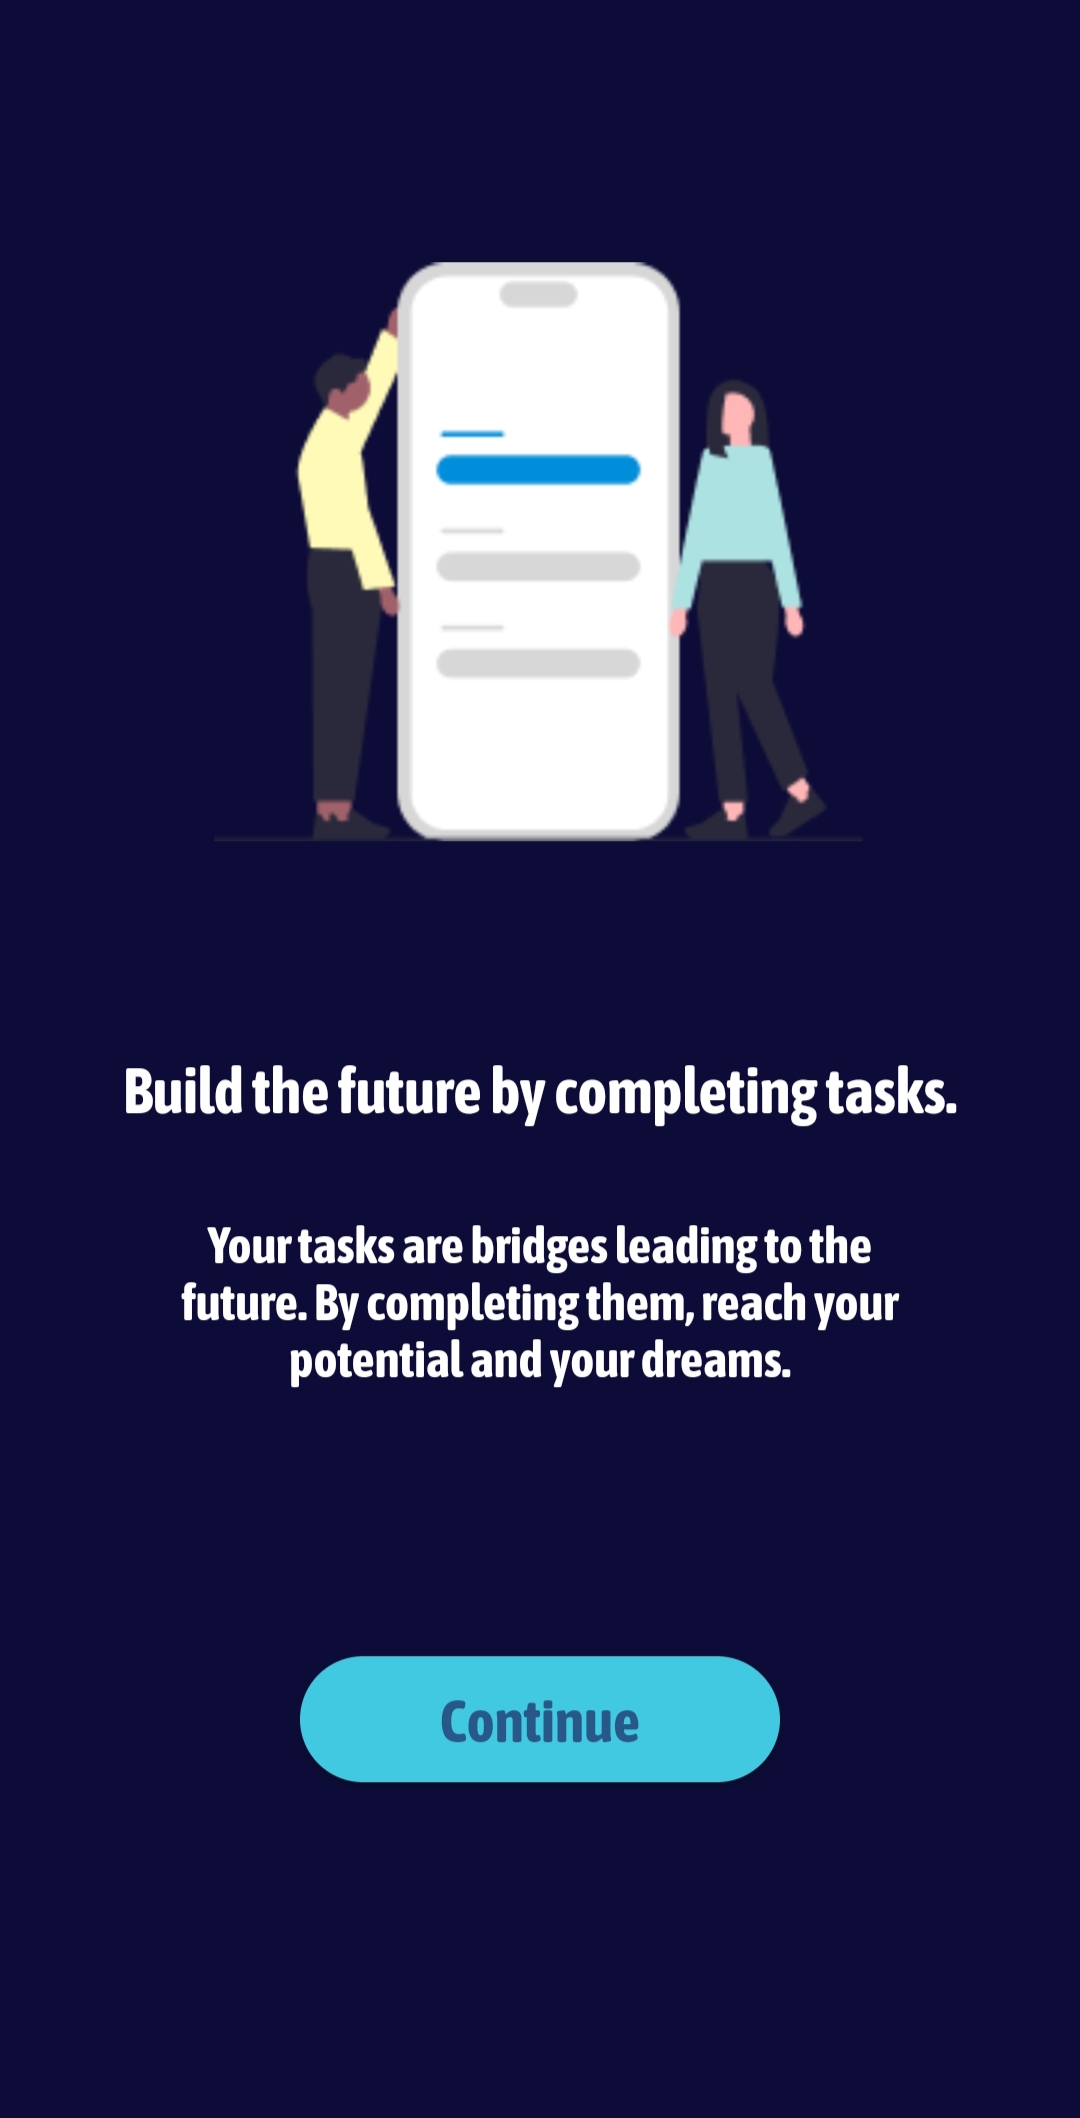 Build the future by completing tasks.
Your tasks are bridges leading to the
future. By completing them, reach your
potential and your dreams.
Continue